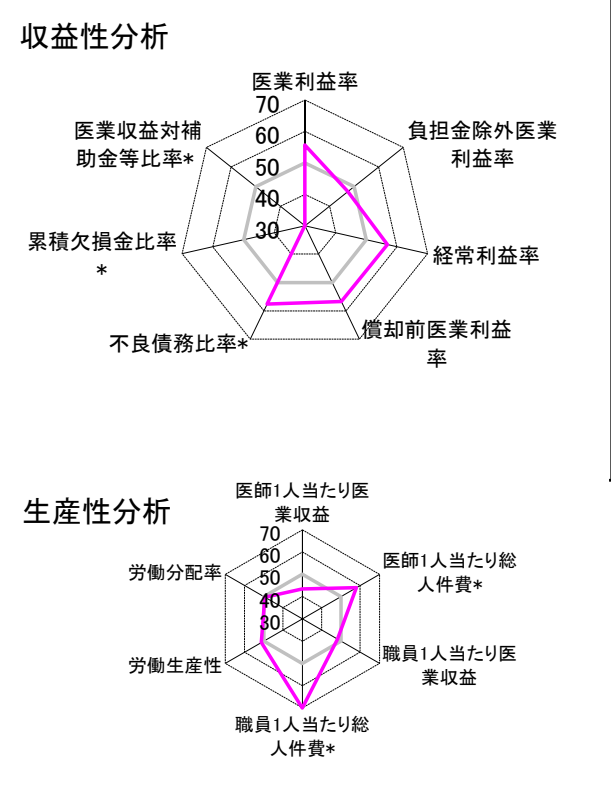 収益性分析
医業利益率
負担金除外医業
利益率
経常利益率
償却前医業利益
率
不良債務比率*
累積欠損金比率
*
医業収益対補
助金等比率*
70
60
50
40
30
生産性分析
医師1人当たり医
業収益
医師1人当たり総
人件費*
職員1人当たり医
業収益
職員1人当たり総
人件費*
労働生産性
労働分配率
70
60
50
40
30